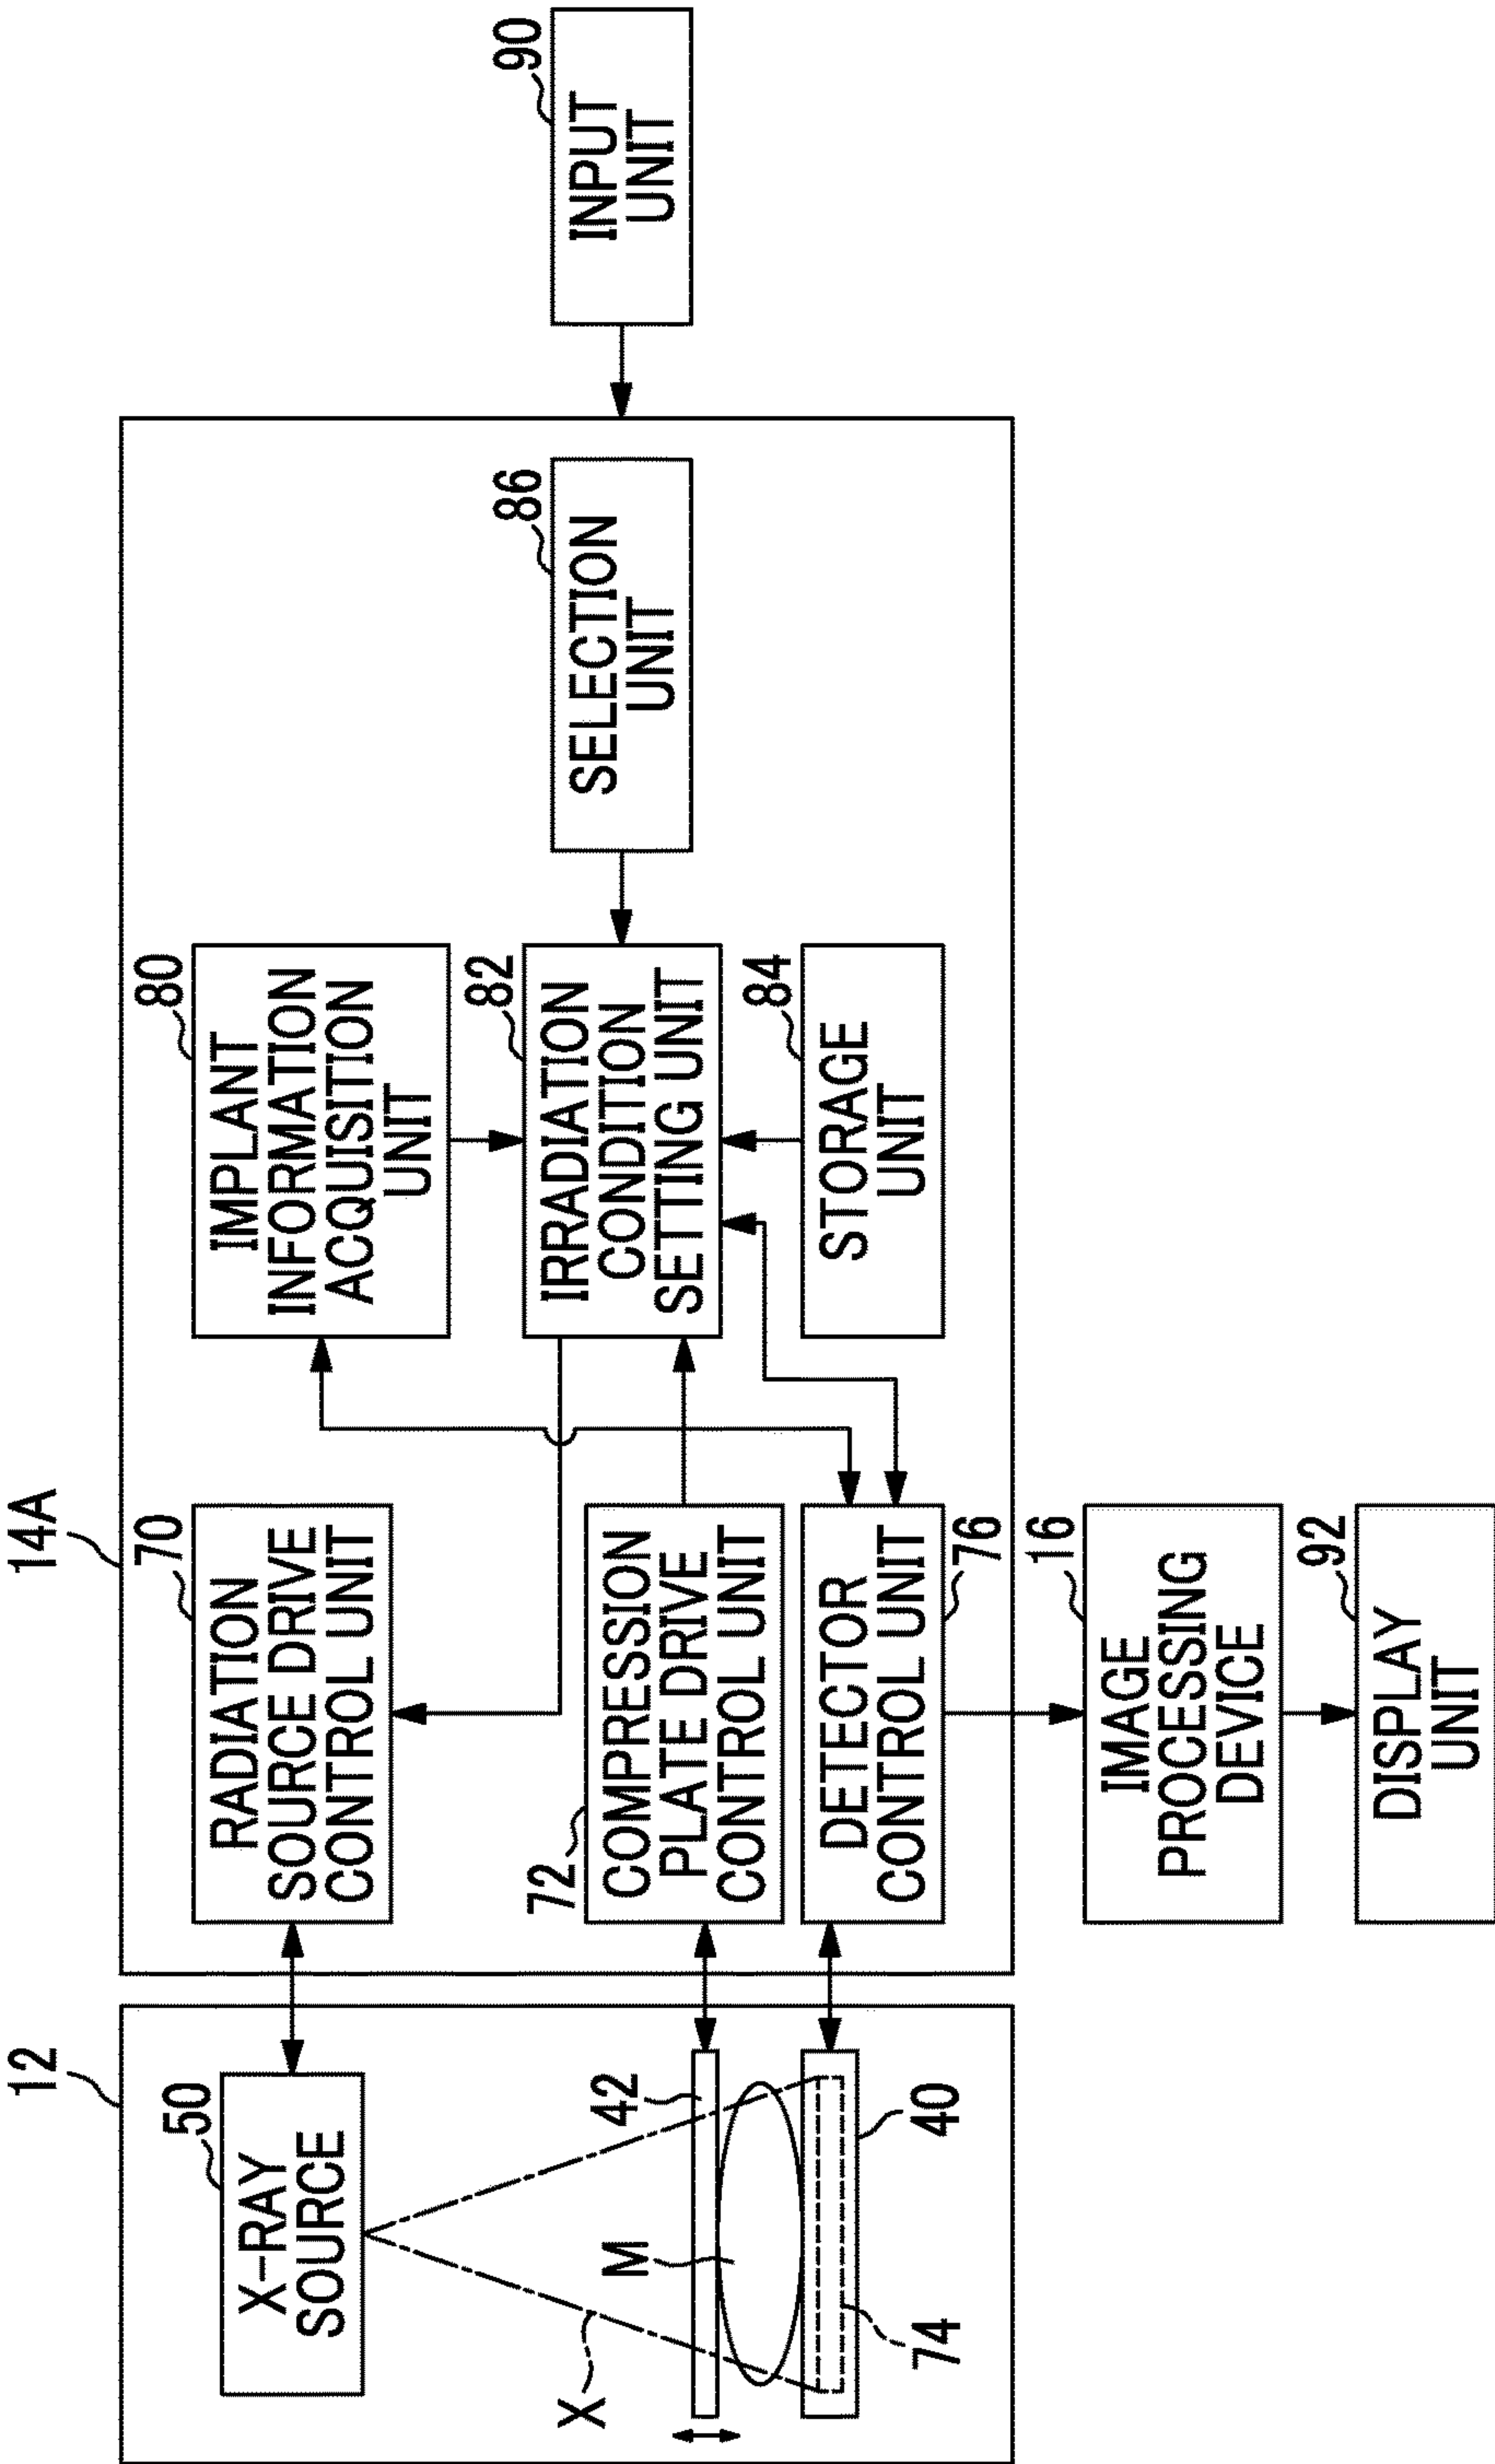 12
14A
50
X-RAY
SOURCE
X
M
42
74
40
70
RADIATION
SOURCE DRIVE
CONTROL UNIT
72
COMPRESSION
PLATE DRIVE
CONTROL UNIT
DETECTOR
CONTROL UNIT
76
80
IMPLANT
INFORMATION
ACQUISITION
UNIT
82
IRRADIATION
CONDITION
SETTING UNIT
84
STORAGE
UNIT
86
SELECTION
UNIT
90
INPUT
UNIT
16
IMAGE
PROCESSING
DEVICE
92
DISPLAY
UNIT